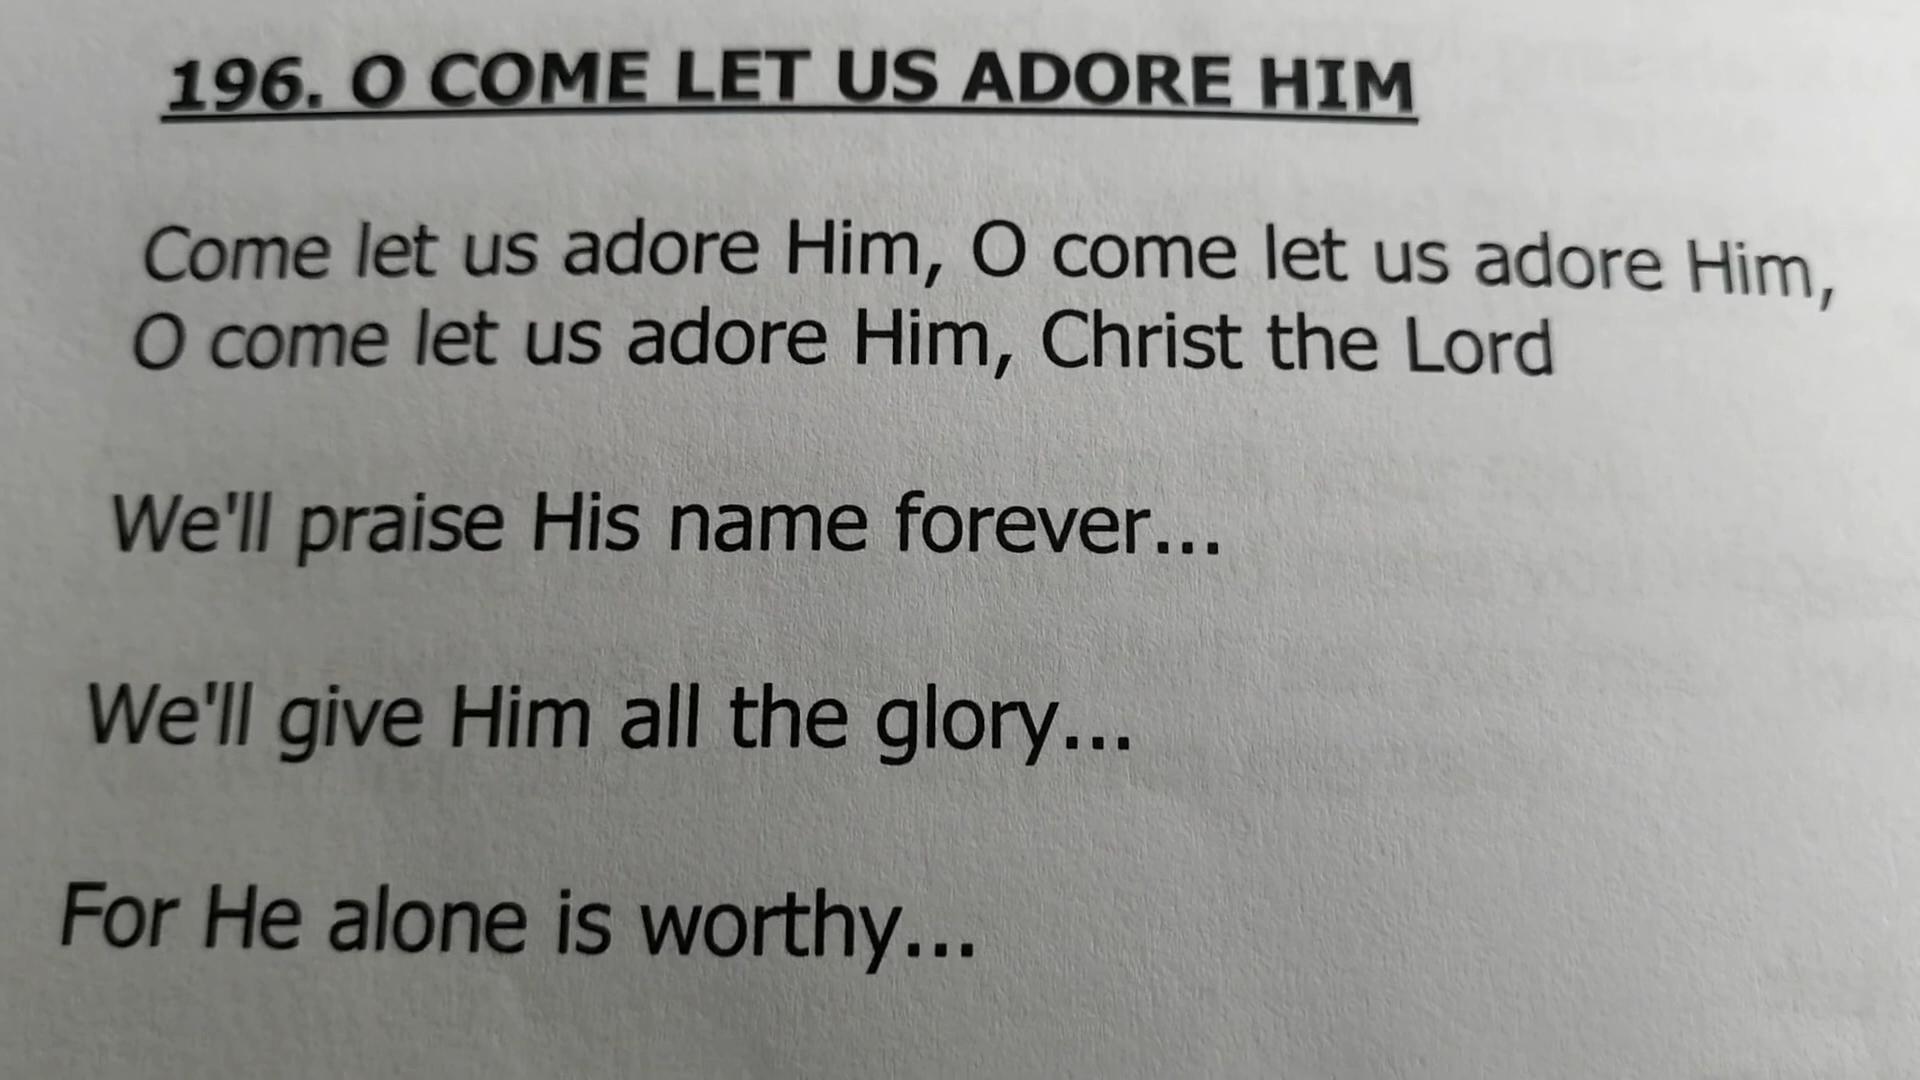 196. O COME LET US ADORE HIM
Come let us adore Him, O come let us adore Him,
O come let us adore Him, Christ the Lord
We'll praise His name forever...
We'll give Him all the glory...
For He alone is worthy...